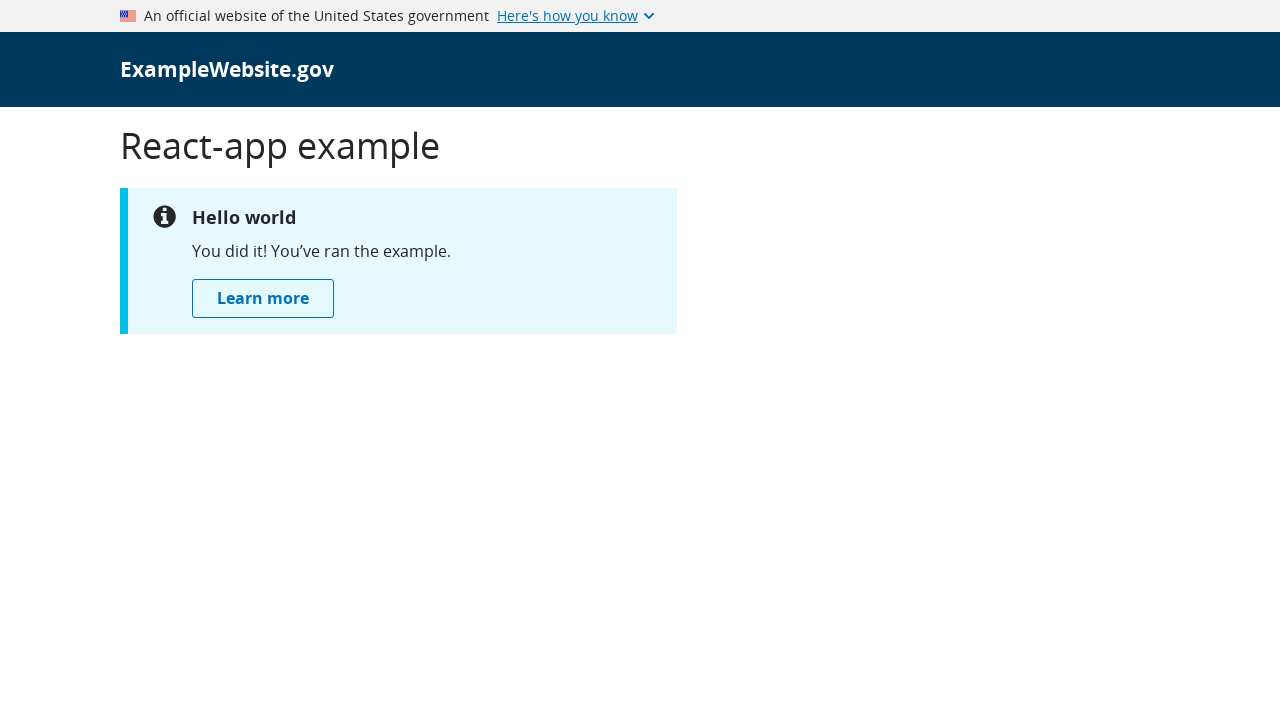 An official website of the United States government Here's how you know
ExampleWebsite.gov
React-app example
Hello world
You did it! You’ve ran the example.
Learn more